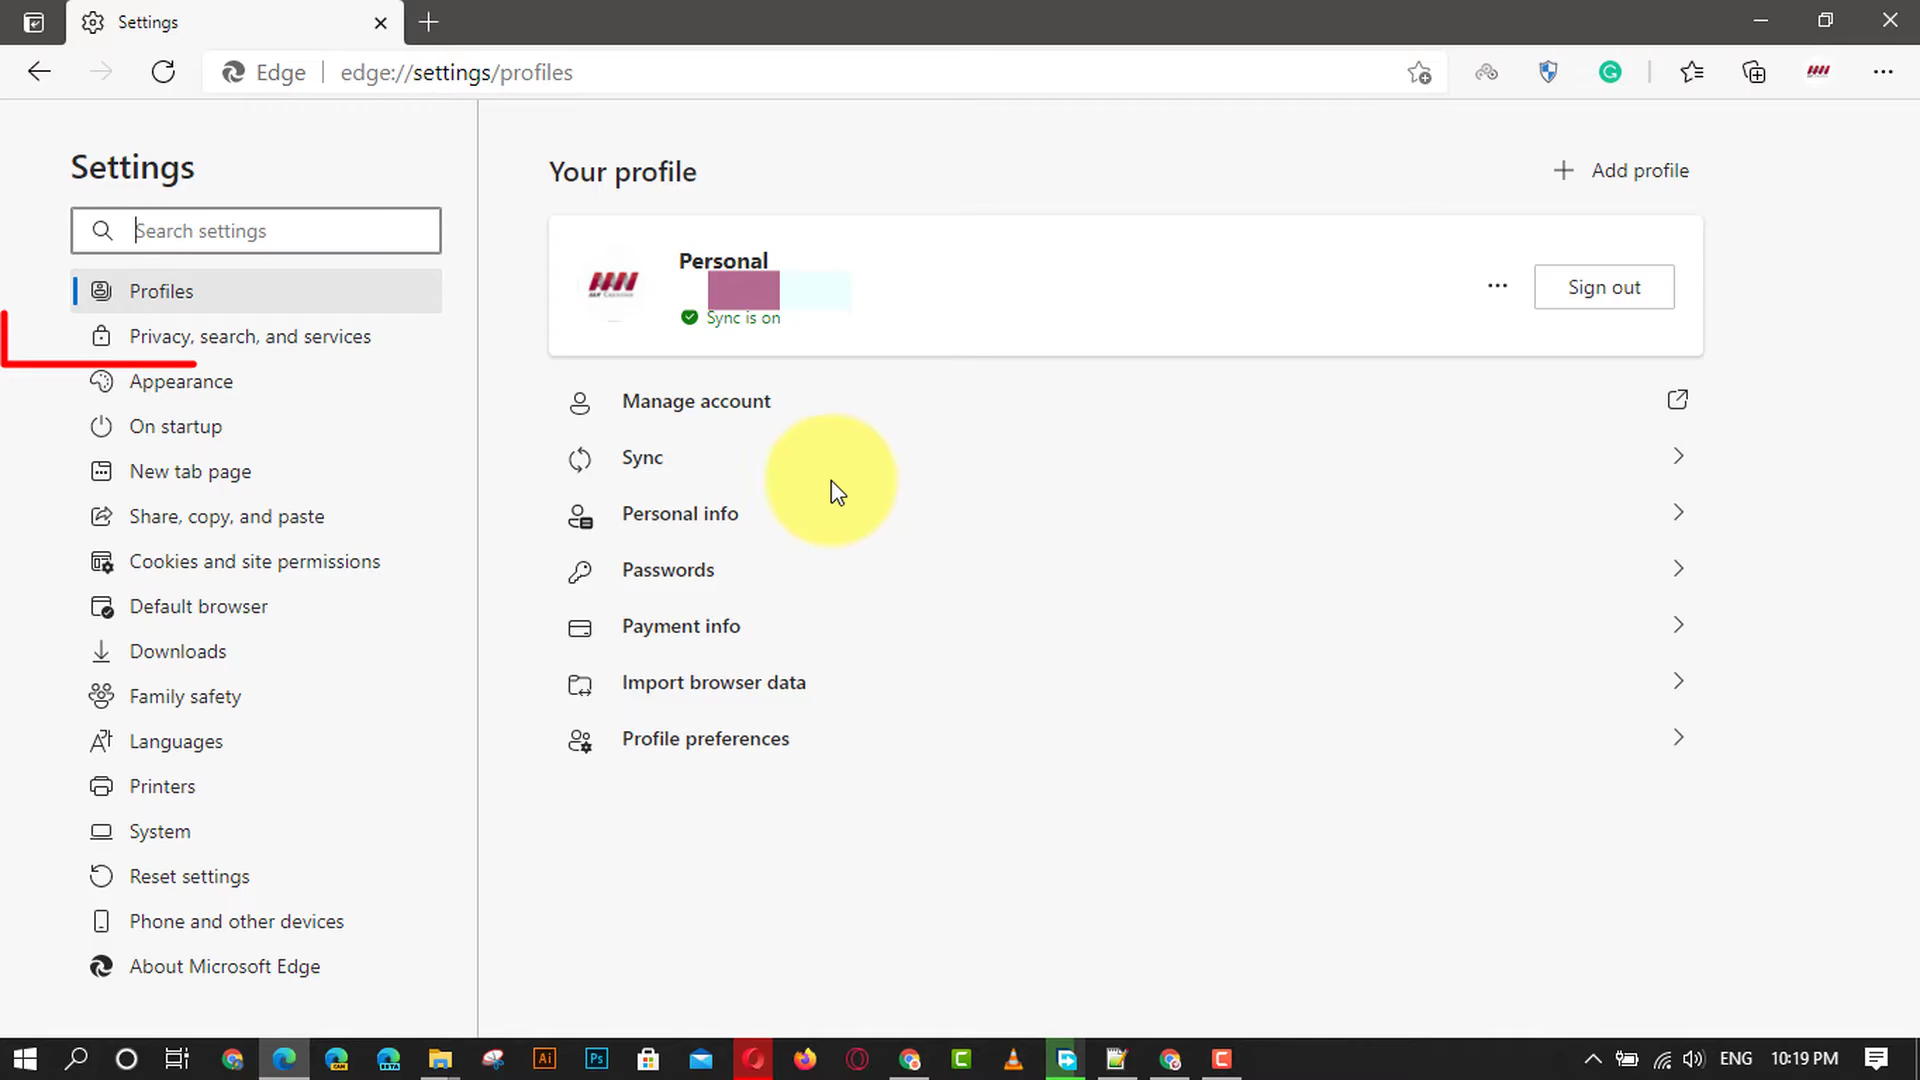 Settings
Edge
edge://settings/profiles
Settings
Search settings
Profiles
Privacy, search, and services
Appearance
On startup
New tab page
Share, copy, and paste
Cookies and site permissions
Default browser
Downloads
Family safety
Languages
Printers
System
Reset settings
Phone and other devices
About Microsoft Edge
Your profile
Add profile
Personal
Sync is on
Sign out
Manage account
Sync
Personal info
Passwords
Payment info
Import browser data
Profile preferences
Ai
Ps
ENG
10:19 PM